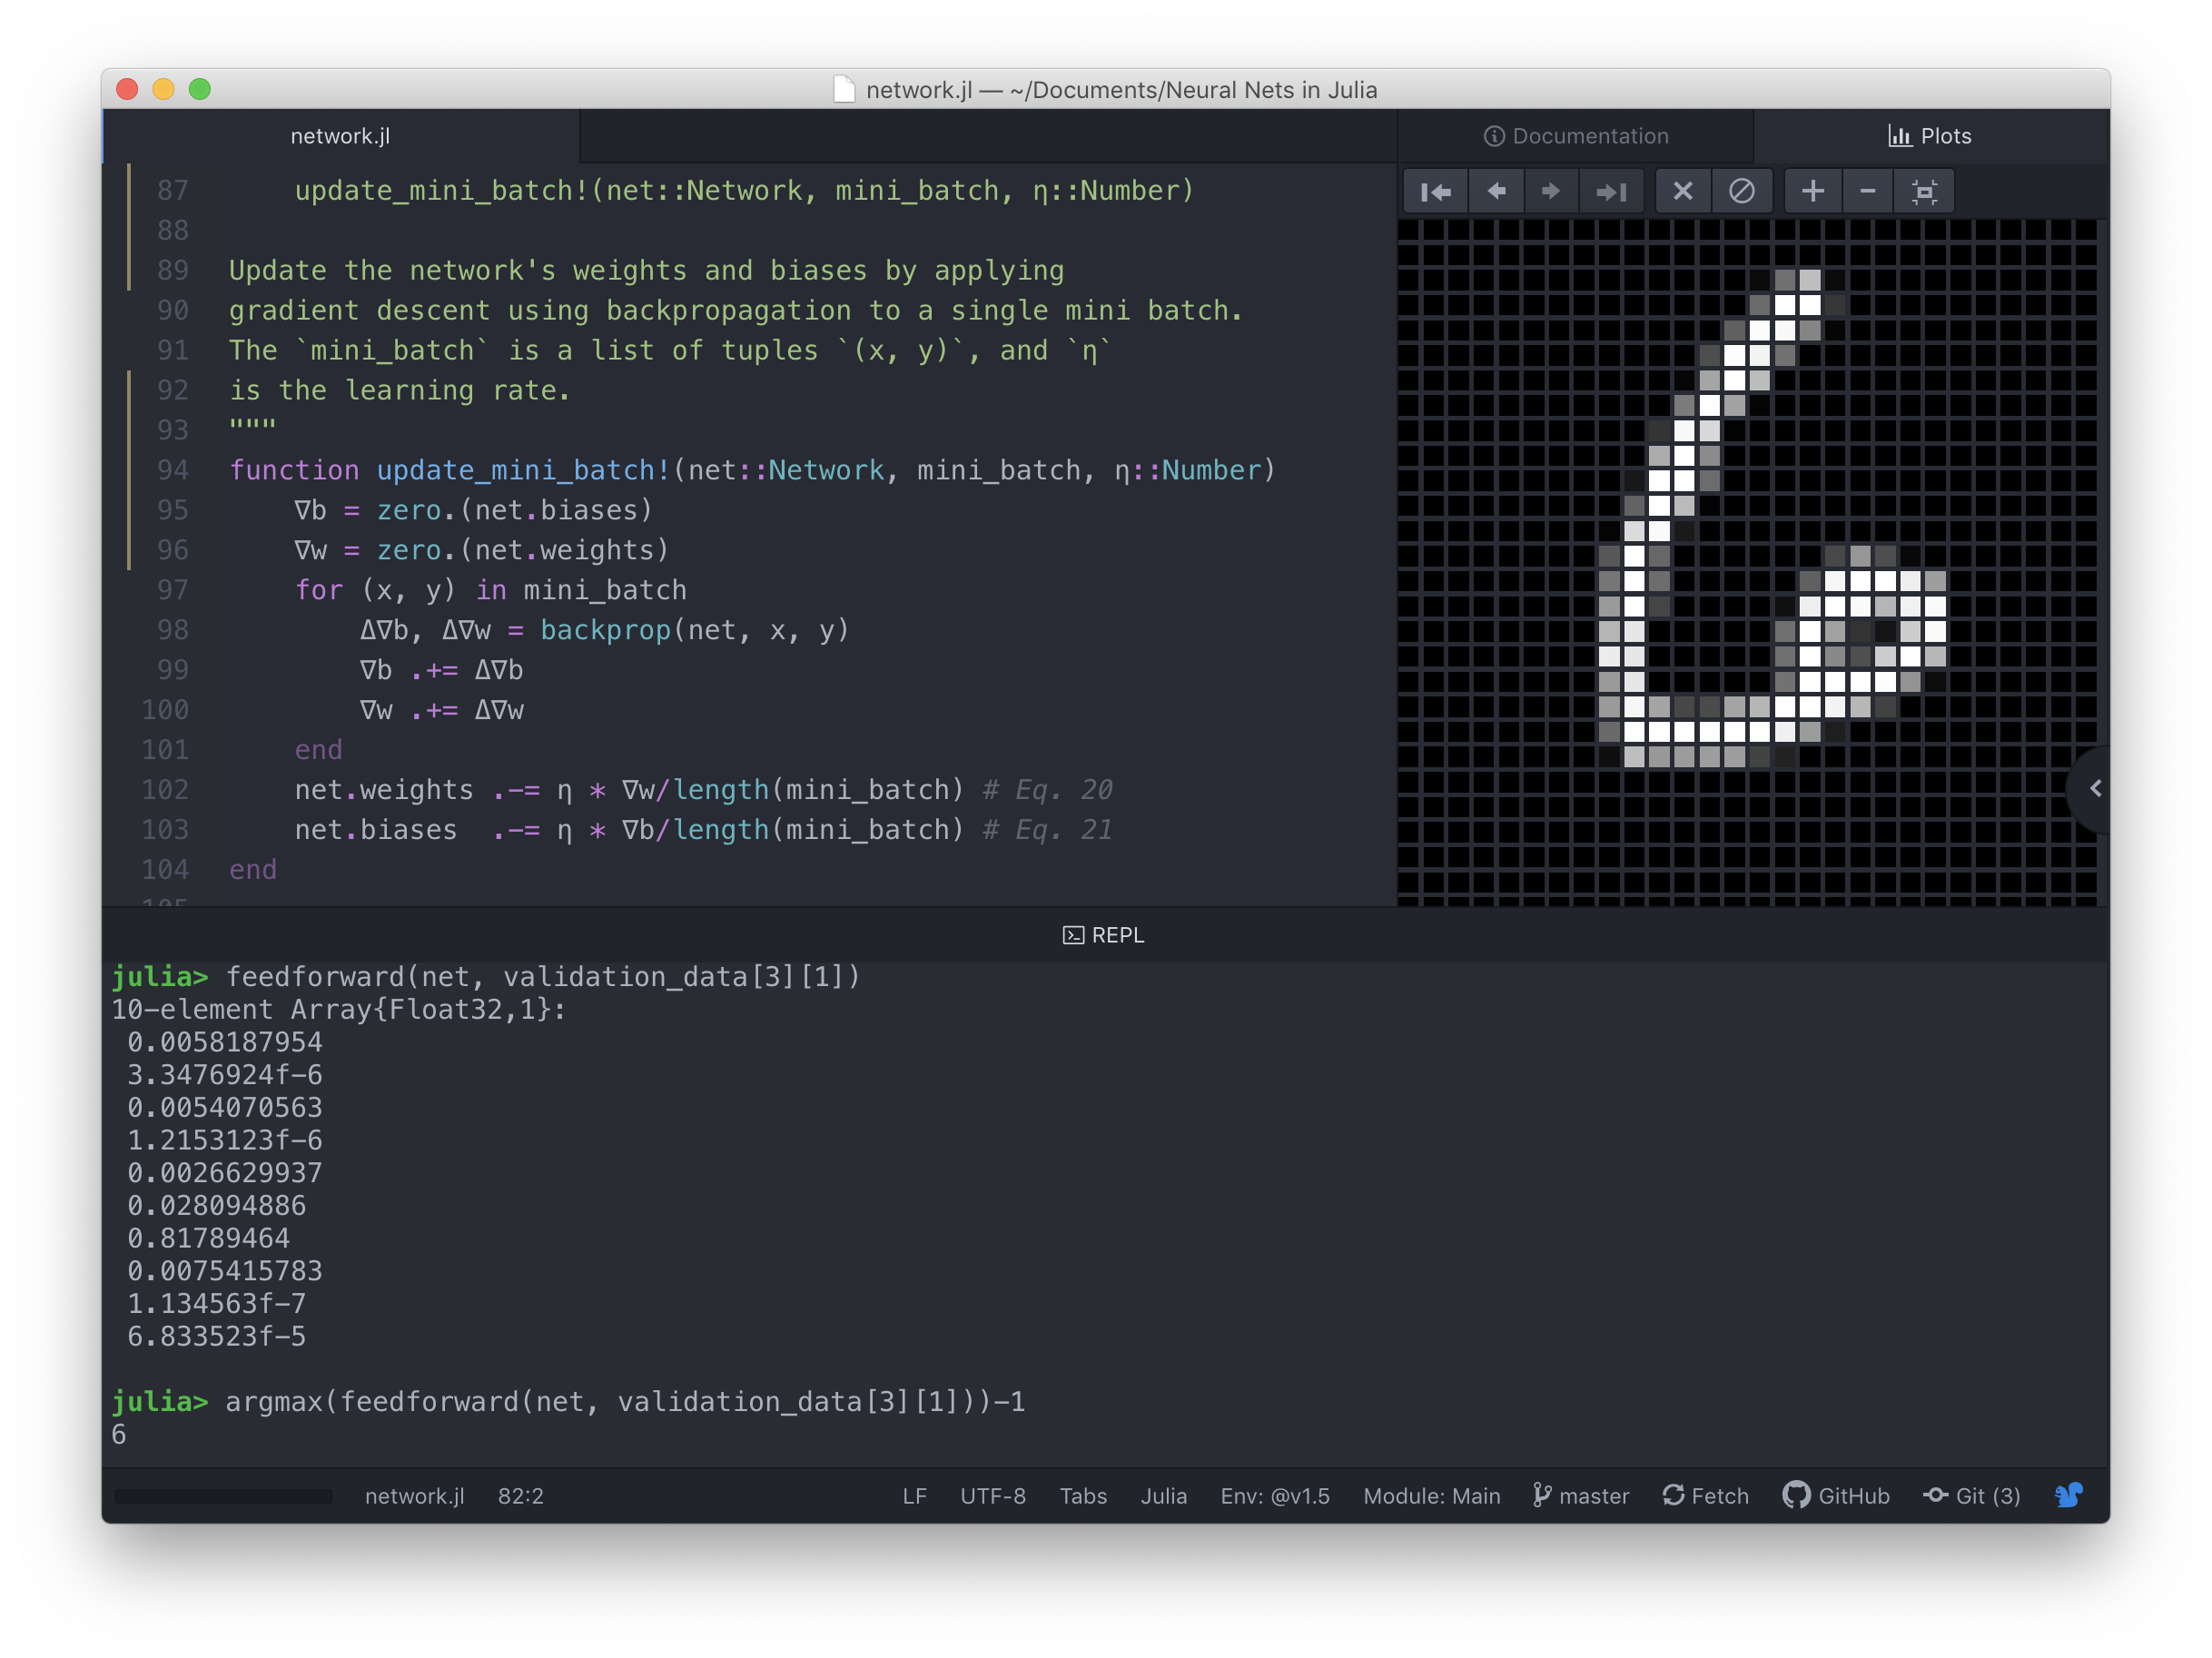 network.jl — ~/Documents/Neural Nets in Julia
network.jl
Documentation
Plots
87 update_mini_batch!(net::Network, mini_batch, η::Number)
88
89 Update the network's weights and biases by applying
90 gradient descent using backpropagation to a single mini batch.
91 The `mini_batch` is a list of tuples `(x, y)`, and `η`
92 is the learning rate.
93 """
94 function update_mini_batch!(net::Network, mini_batch, η::Number)
95 ∇b = zero.(net.biases)
96 ∇w = zero.(net.weights)
97 for (x, y) in mini_batch
98 Δ∇b, Δ∇w = backprop(net, x, y)
99 ∇b .+= Δ∇b
100 ∇w .+= Δ∇w
101 end
102 net.weights .-= η * ∇w/length(mini_batch) # Eq. 20
103 net.biases  .-= η * ∇b/length(mini_batch) # Eq. 21
104 end
105
REPL
julia> feedforward(net, validation_data[3][1])
10-element Array{Float32,1}:
0.0058187954
3.3476924f-6
0.0054070563
1.2153123f-6
0.0026629937
0.028094886
0.81789464
0.0075415783
1.134563f-7
6.833523f-5
julia> argmax(feedforward(net, validation_data[3][1]))-1
6
network.jl 82:2 LF UTF-8 Tabs Julia Env: @v1.5 Module: Main master Fetch GitHub Git (3)